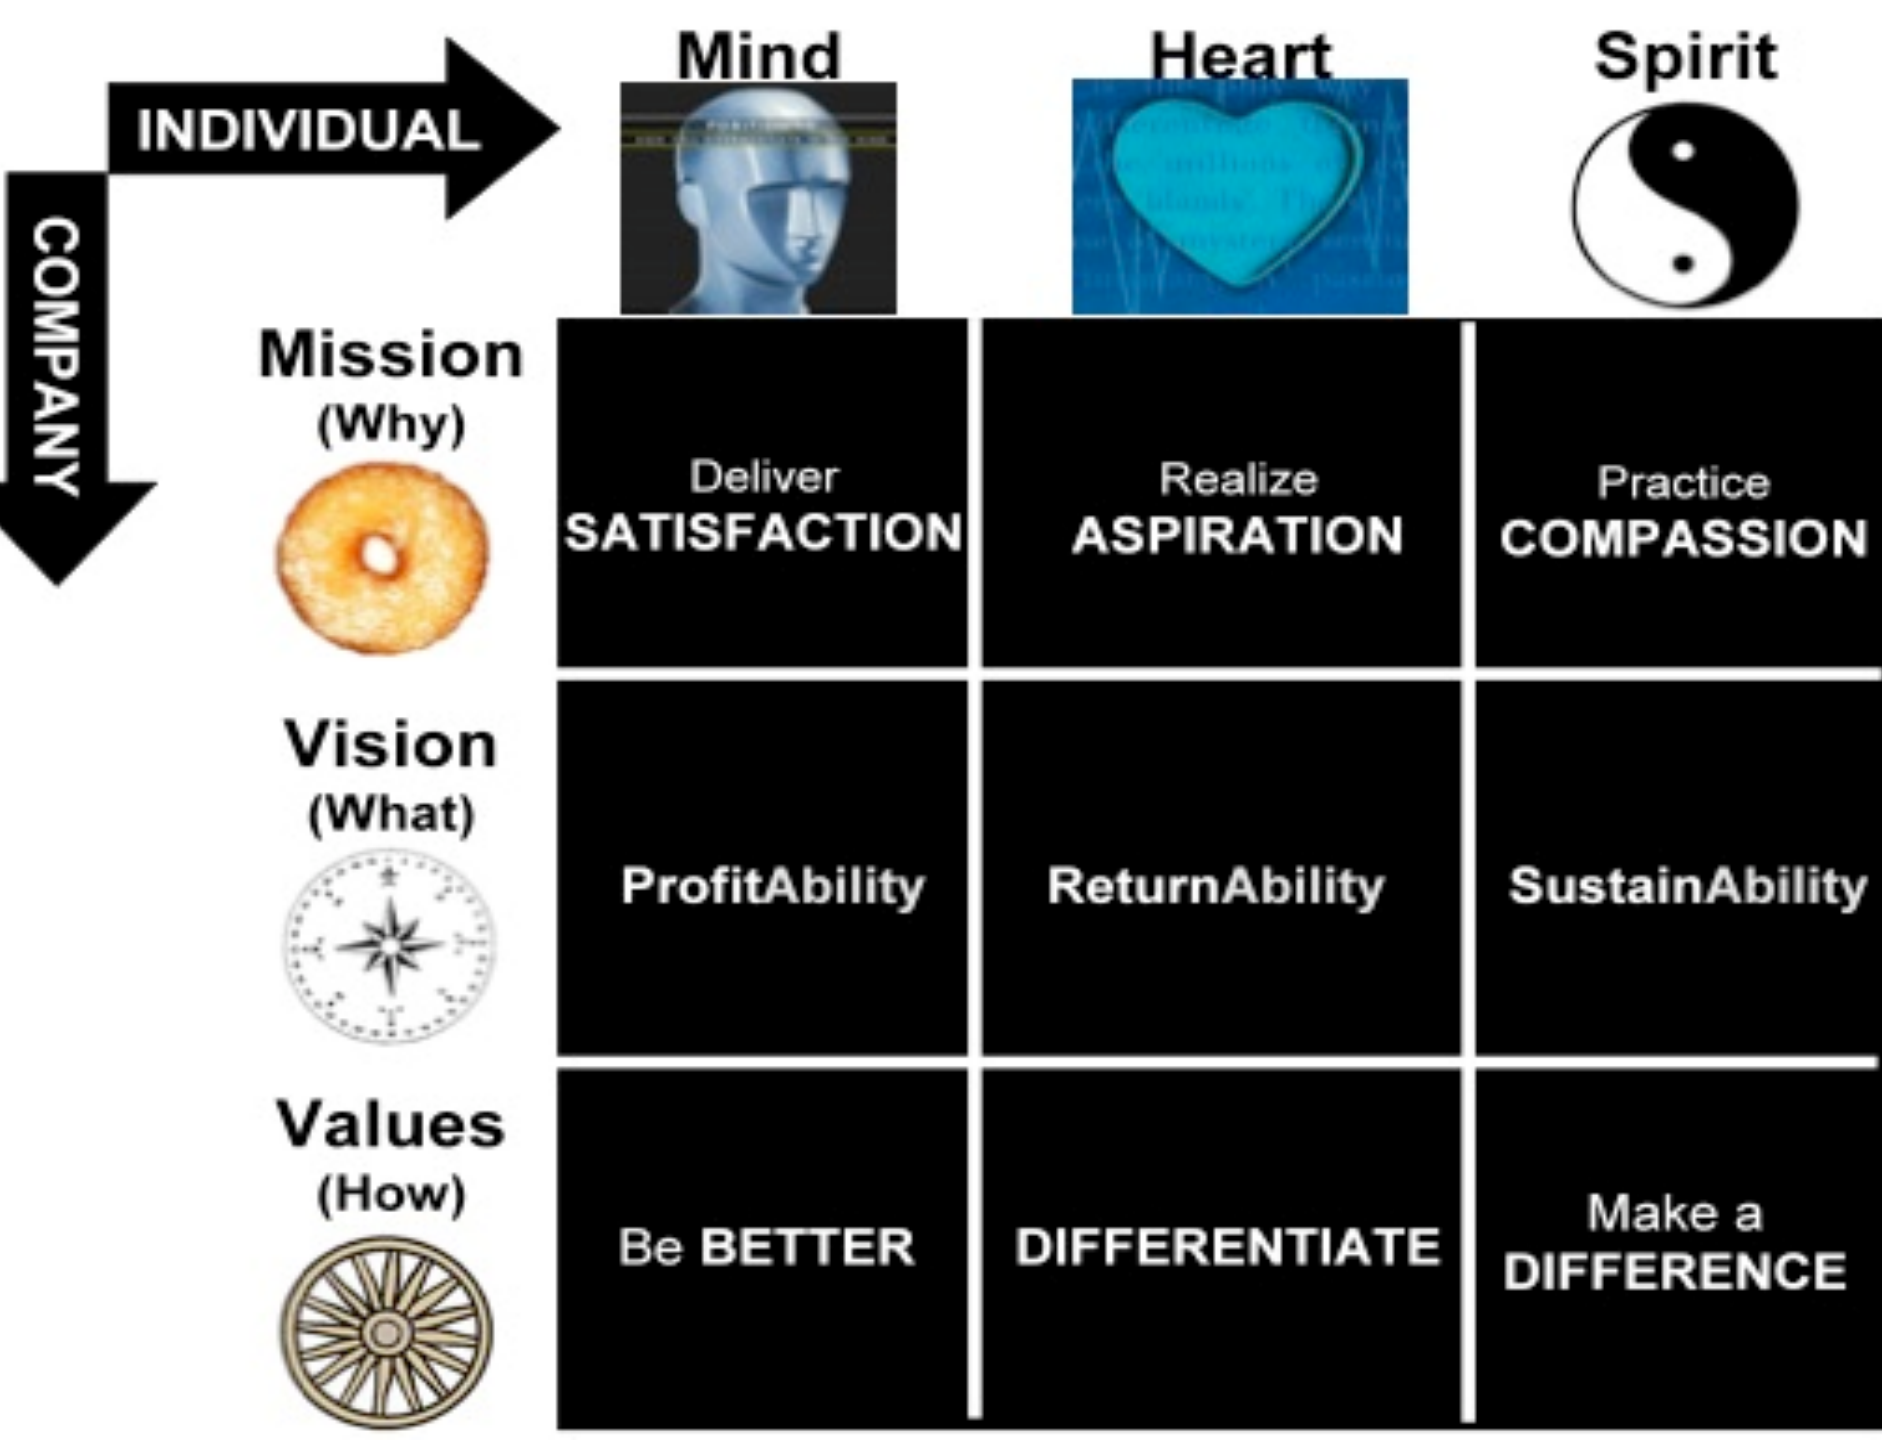 Mind
Heart
Spirit
INDIVIDUAL
COMPANY
Mission
(Why)
Deliver
SATISFACTION
Realize
ASPIRATION
Practice
COMPASSION
Vision
(What)
ProfitAbility
ReturnAbility
SustainAbility
Values
(How)
Be BETTER
DIFFERENTIATE
Make a
DIFFERENCE